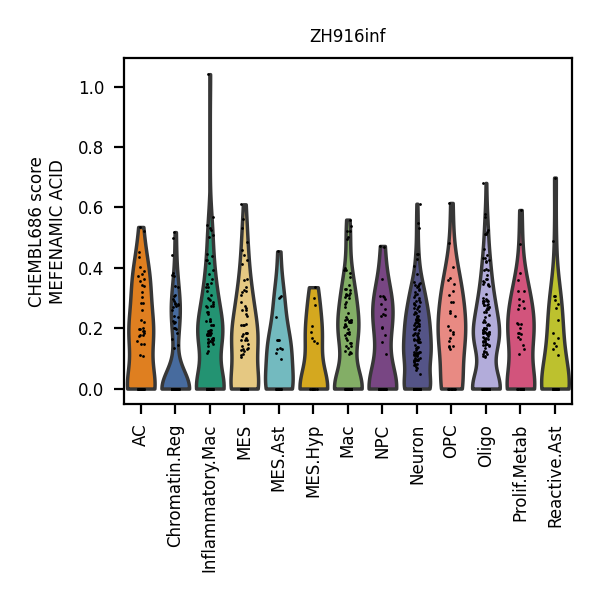 ZH916inf
CHEMBL686 score
MEFENAMIC ACID
1.0
0.8
0.6
0.4
0.2
0.0
AC
Chromatin.Reg
Inflammatory.Mac
MES
MES.Ast
MES.Hyp
Mac
NPC
Neuron
OPC
Oligo
Prolif.Metab
Reactive.Ast